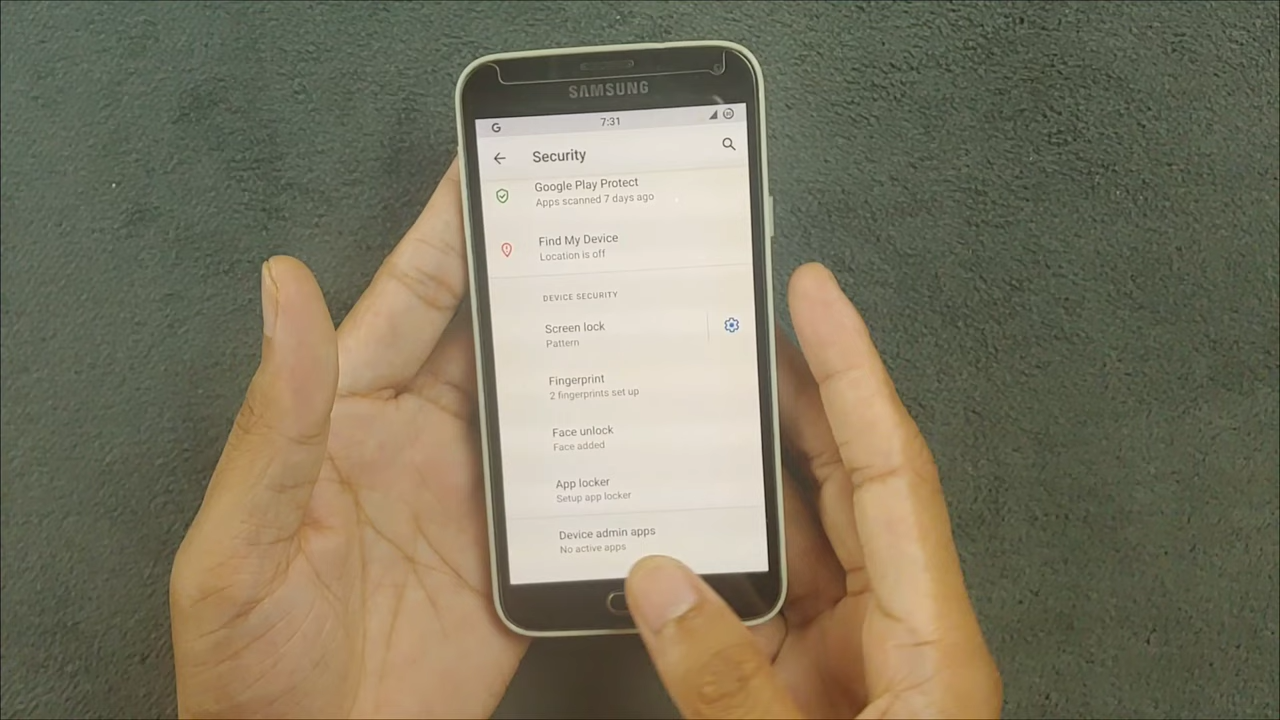 SAMSUNG
G 7:31
Security
Google Play Protect
Apps scanned 7 days ago
Find My Device
Location is off
DEVICE SECURITY
Screen lock
Pattern
Fingerprint
2 fingerprints set up
Face unlock
Face added
App locker
Setup app locker
Device admin apps
No active apps